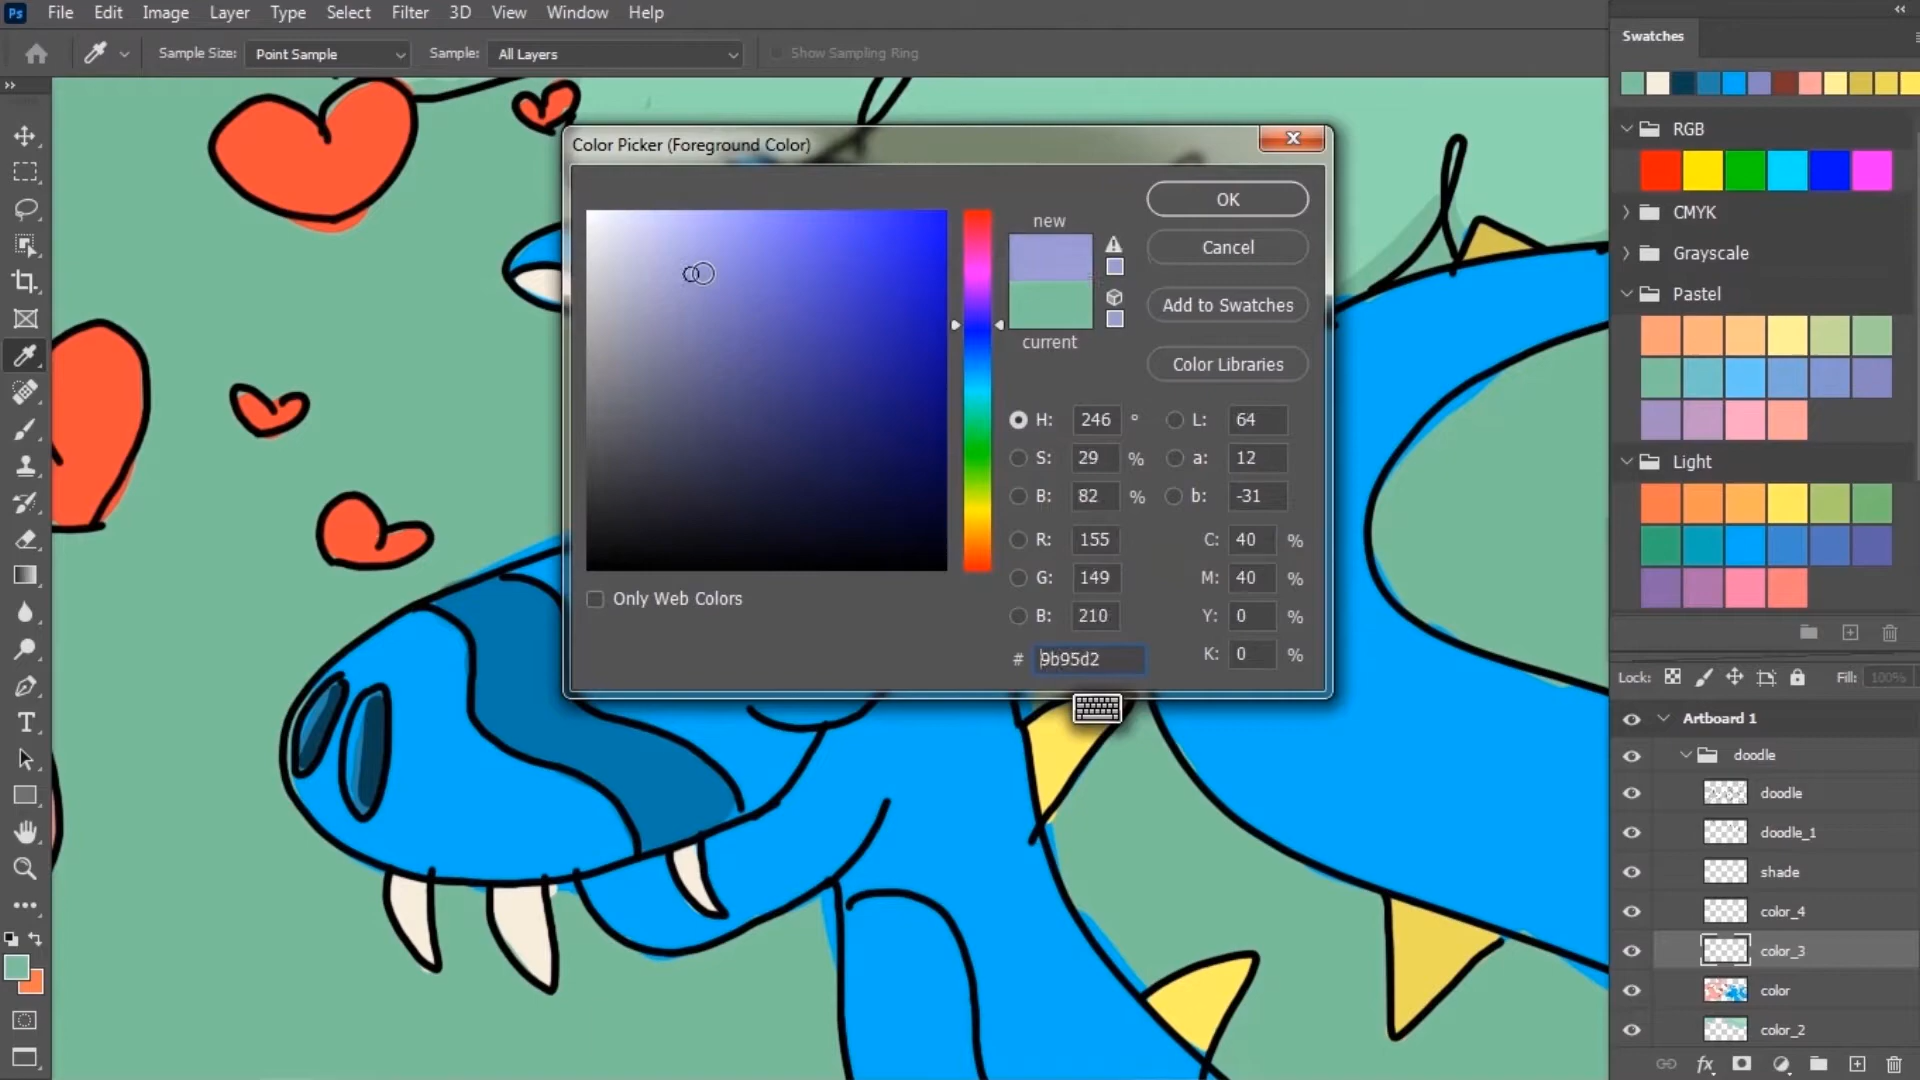 Ps File Edit Image Layer Type Select Filter 3D View Window Help
Sample Size: Point Sample Sample: All Layers Show Sampling Ring
Swatches
RGB
CMYK
Grayscale
Pastel
Light
Color Picker (Foreground Color)
new
current
OK
Cancel
Add to Swatches
Color Libraries
H: 246 ° L: 64
S: 29 % a: 12
B: 82 % b: -31
R: 155 C: 40 %
G: 149 M: 40 %
B: 210 Y: 0 %
# 9b95d2 K: 0 %
Only Web Colors
T
Lock: Fill: 100%
Artboard 1
doodle
doodle
doodle_1
shade
color_4
color_3
color
color_2
fx